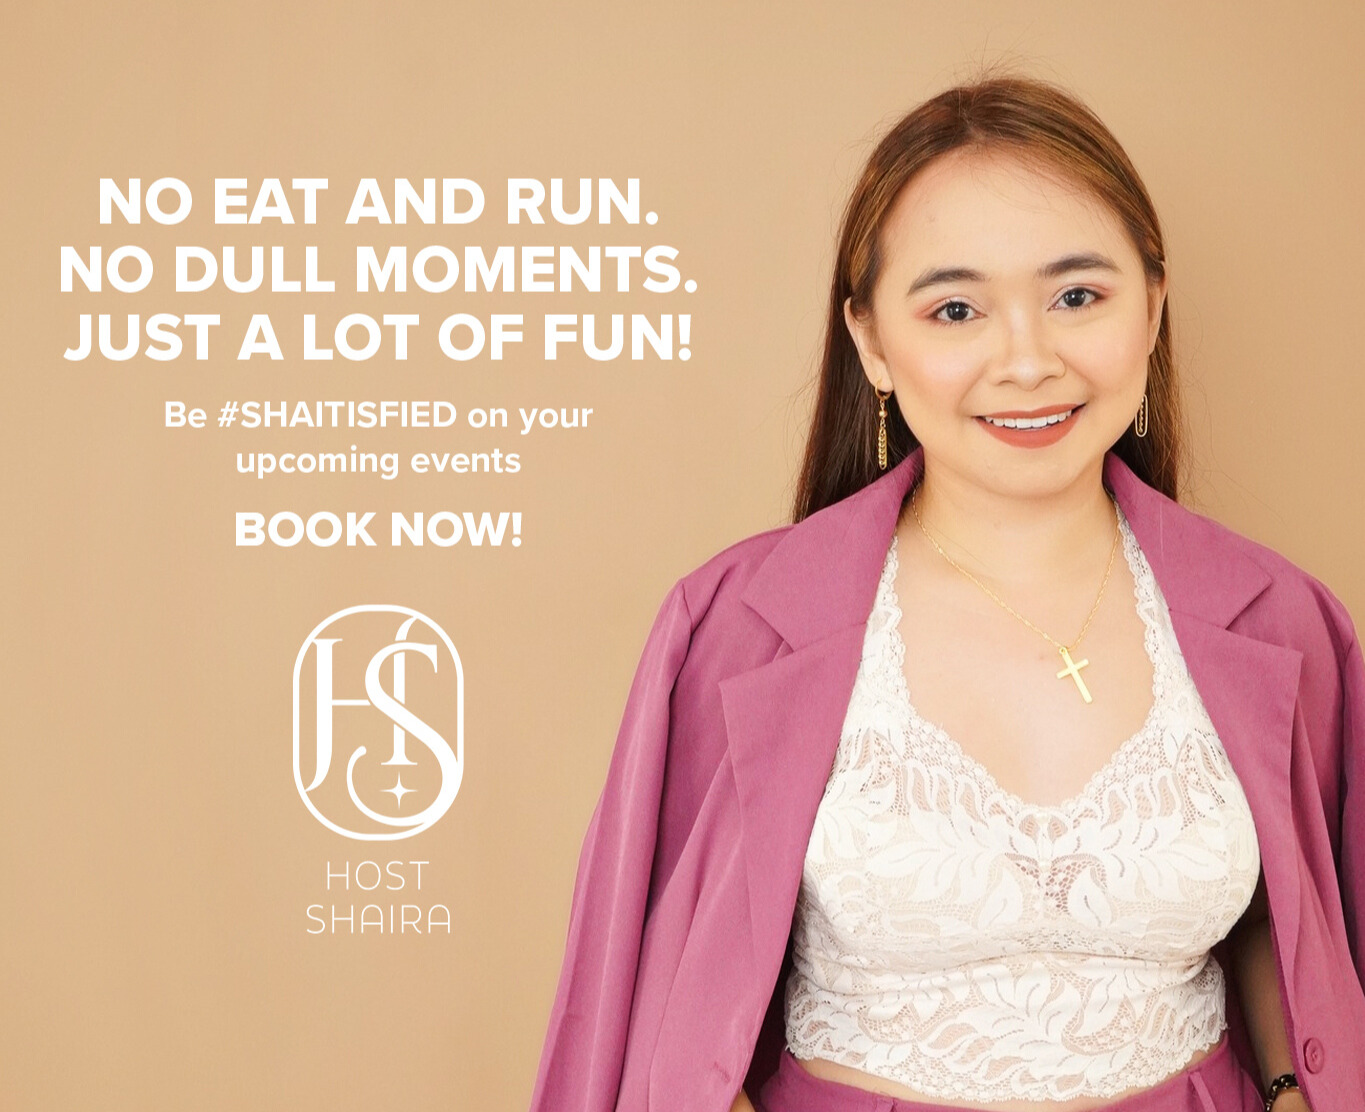 NO EAT AND RUN.
NO DULL MOMENTS.
JUST A LOT OF FUN!
Be #SHAITISFIED on your
upcoming events
BOOK NOW!
HS
HOST
SHAIRA